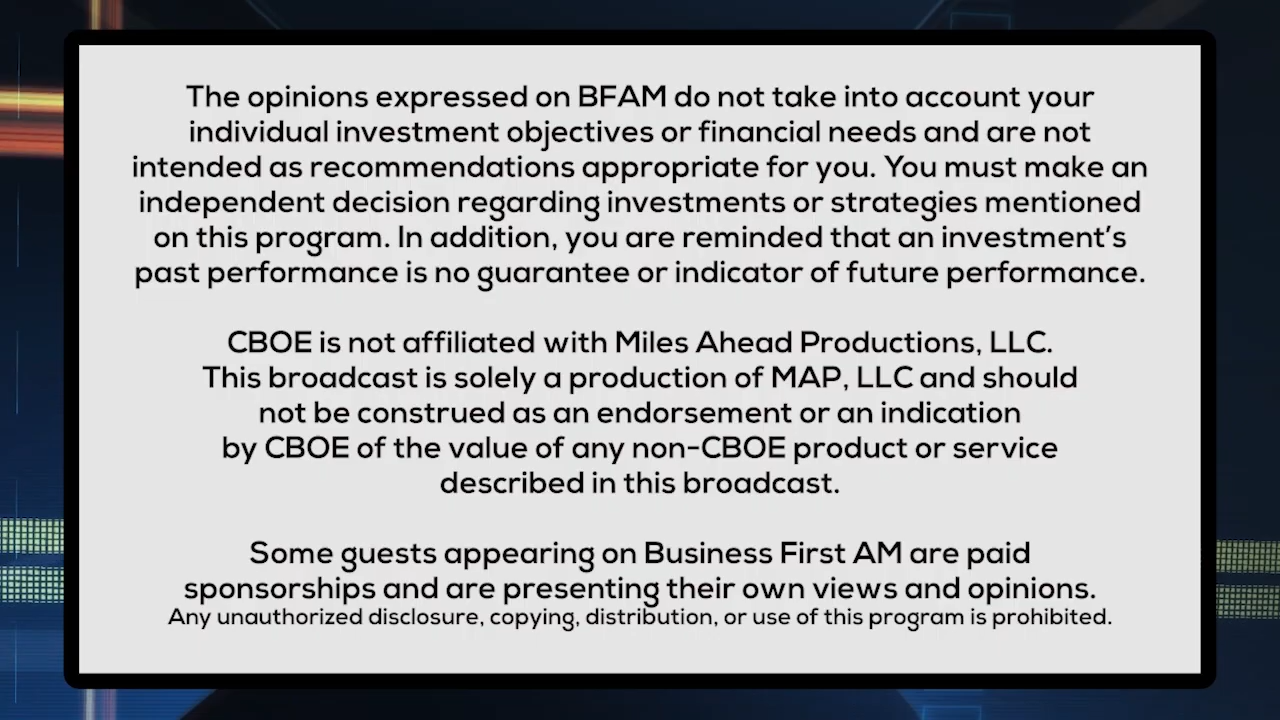 The opinions expressed on BFAM do not take into account your
individual investment objectives or financial needs and are not
intended as recommendations appropriate for you. You must make an
independent decision regarding investments or strategies mentioned
on this program. In addition, you are reminded that an investment's
past performance is no guarantee or indicator of future performance.
CBOE is not affiliated with Miles Ahead Productions, LLC.
This broadcast is solely a production of MAP, LLC and should
not be construed as an endorsement or an indication
by CBOE of the value of any non-CBOE product or service
described in this broadcast.
Some guests appearing on Business First AM are paid
sponsorships and are presenting their own views and opinions.
Any unauthorized disclosure, copying, distribution, or use of this program is prohibited.